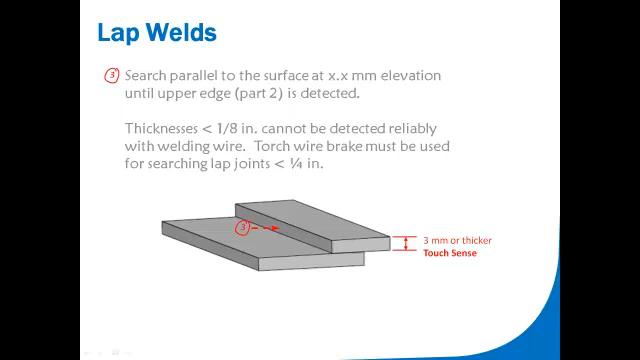 Lap Welds
3 Search parallel to the surface at x.x mm elevation
until upper edge (part 2) is detected.
Thicknesses < 1/8 in. cannot be detected reliably
with welding wire.  Torch wire brake must be used
for searching lap joints < ¼ in.
3
3 mm or thicker
Touch Sense